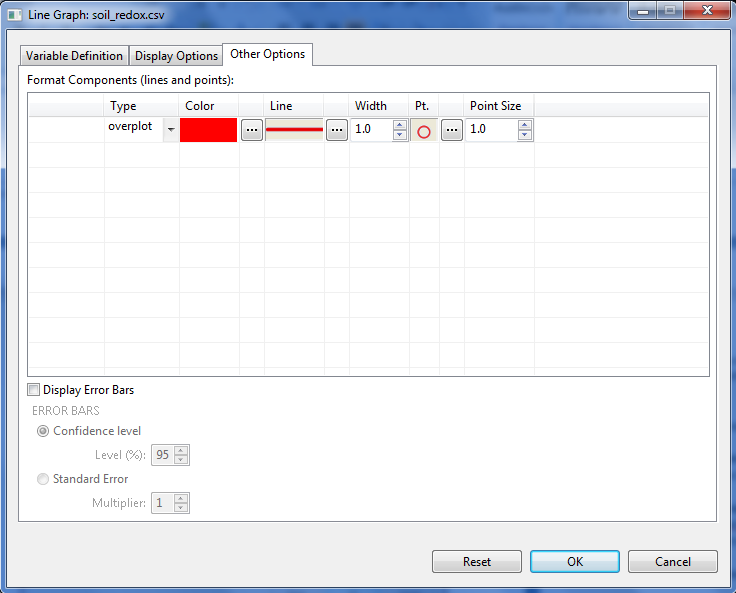 Line Graph: soil_redox.csv
Variable Definition Display Options Other Options
Format Components (lines and points):
Type Color Line Width Pt. Point Size
overplot ... ... 1.0 ... 1.0
Display Error Bars
ERROR BARS
Confidence level
Level (%): 95
Standard Error
Multiplier: 1
Reset OK Cancel